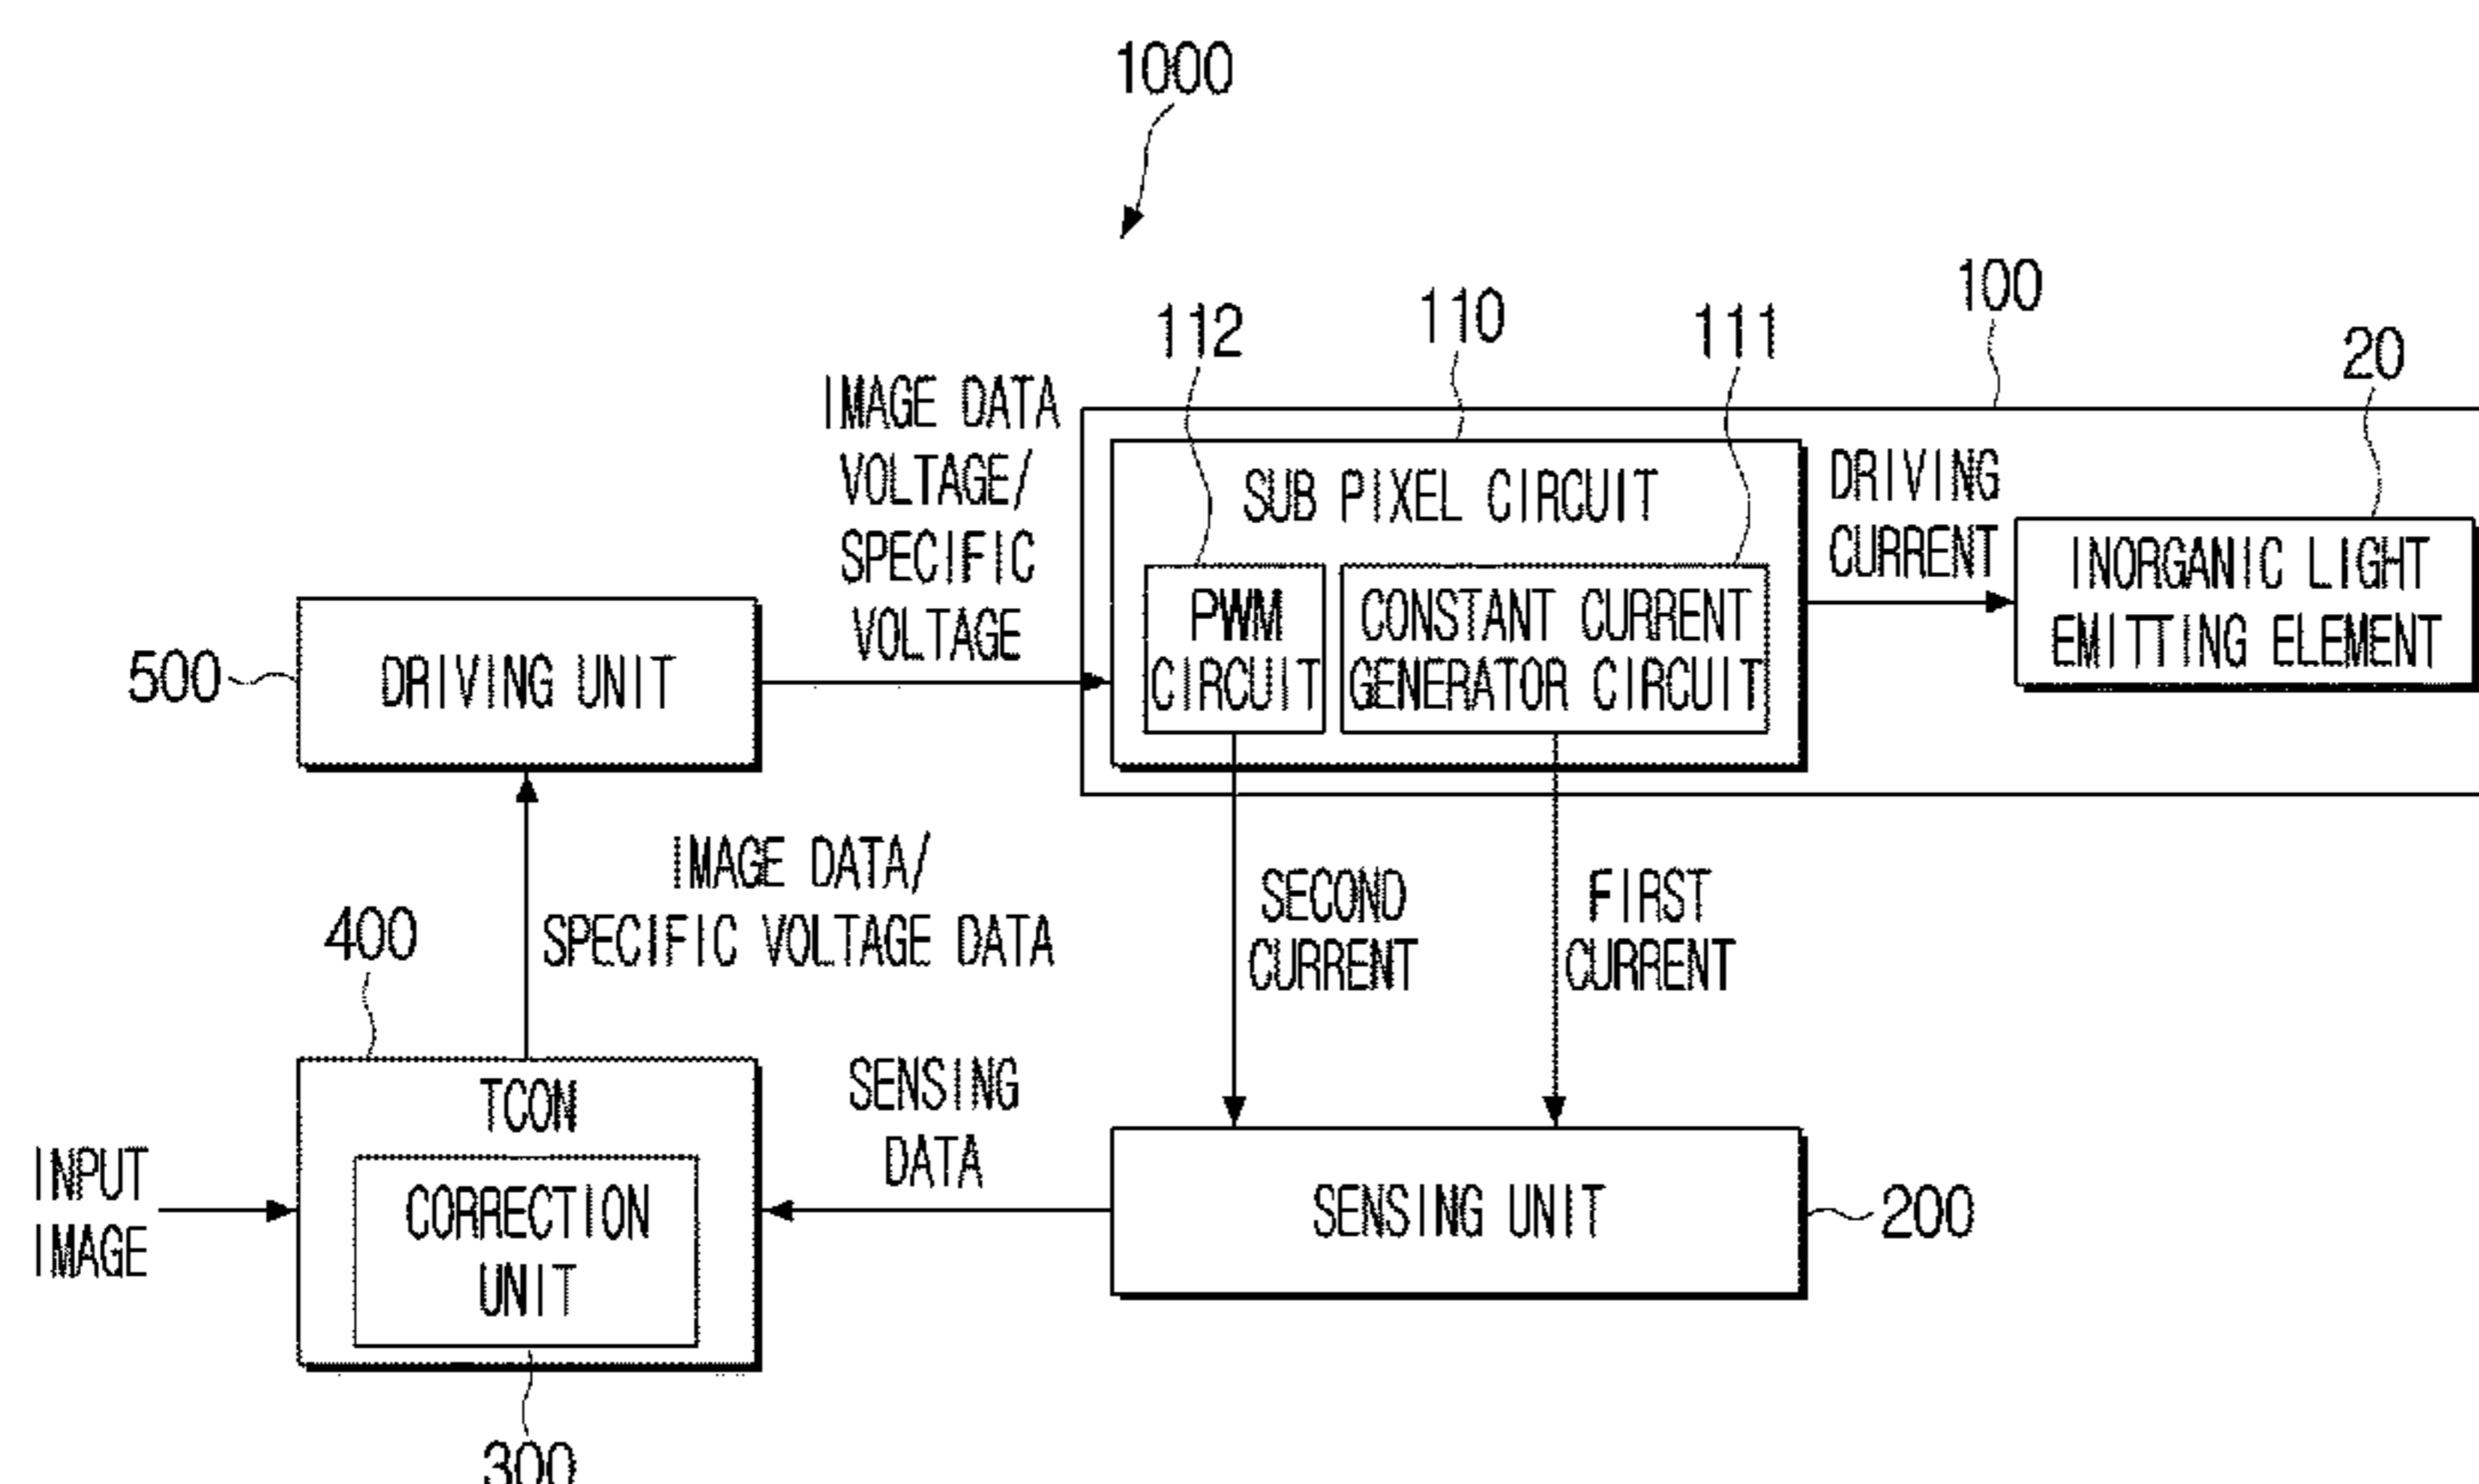 1000
100
112
110
111
20
IMAGE DATA
VOLTAGE/
SPECIFIC
VOLTAGE
SUB PIXEL CIRCUIT
PWM
CIRCUIT
CONSTANT CURRENT
GENERATOR CIRCUIT
DRIVING
CURRENT
INORGANIC LIGHT
EMITTING ELEMENT
500
DRIVING UNIT
IMAGE DATA/
SPECIFIC VOLTAGE DATA
SECOND
CURRENT
FIRST
CURRENT
400
TCON
CORRECTION
UNIT
INPUT
IMAGE
SENSING
DATA
SENSING UNIT
200
300